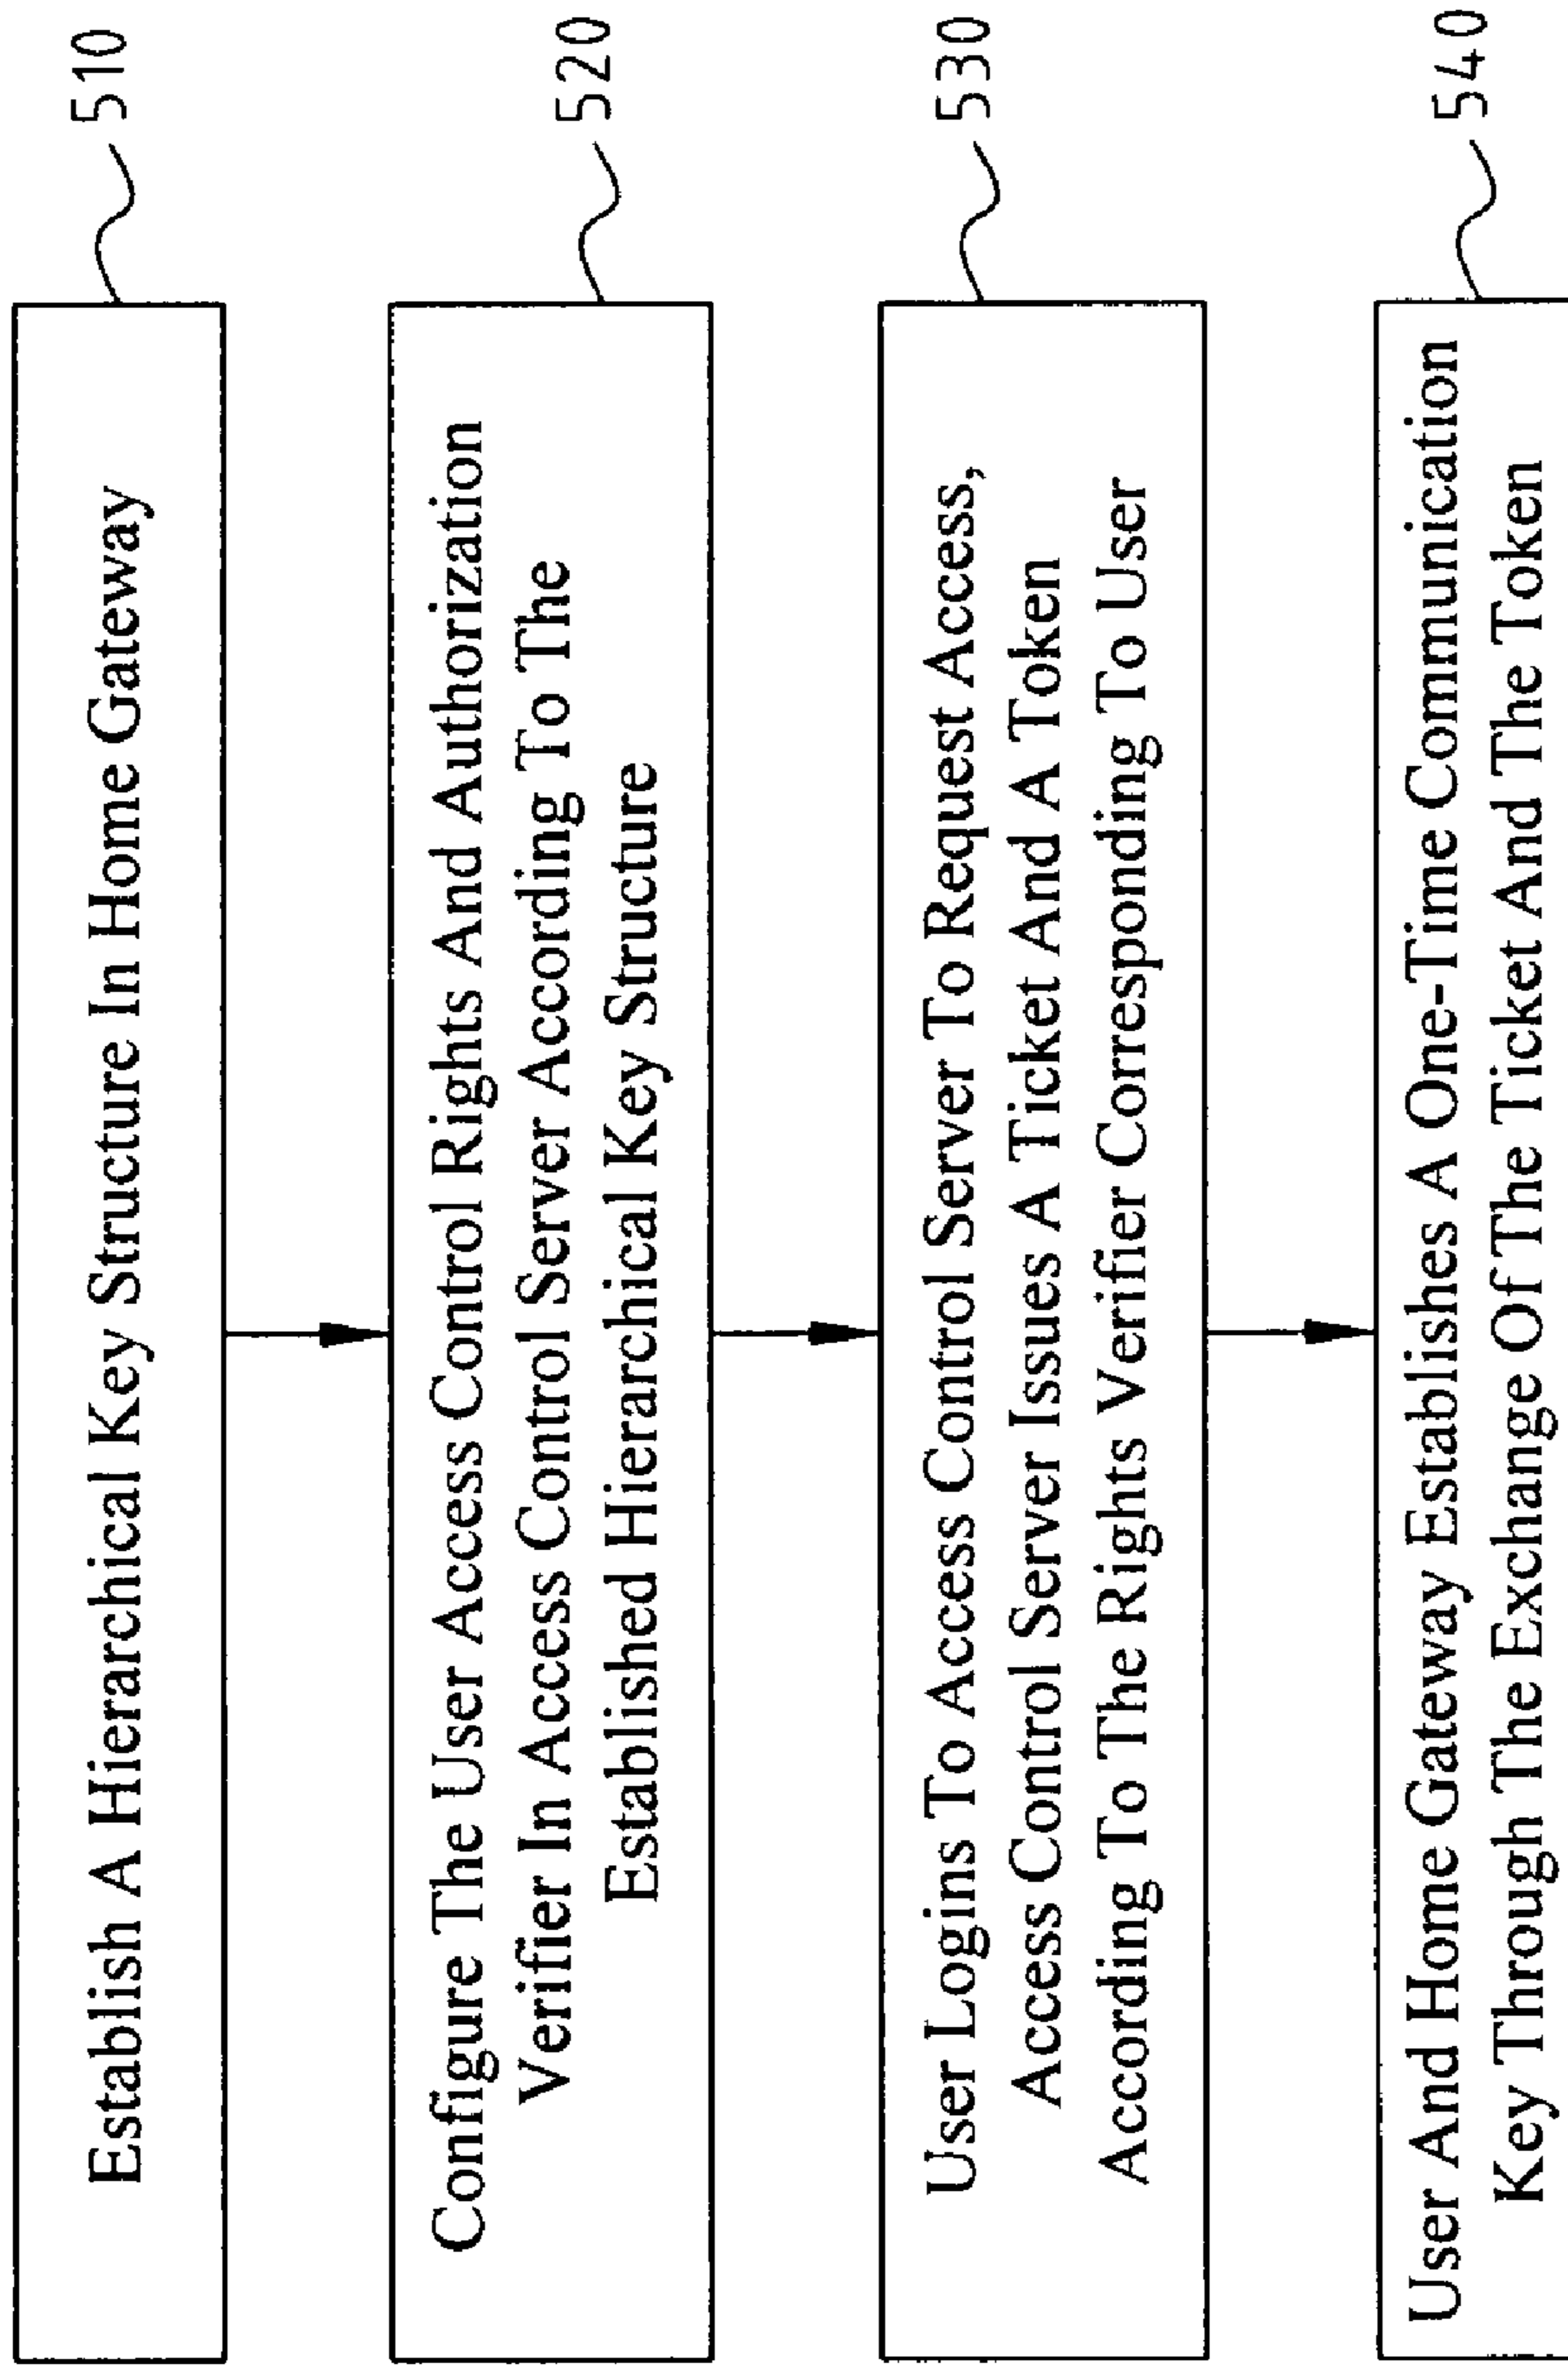 Establish A Hierarchical Key Structure In Home Gateway
510
Configure The User Access Control Rights And Authorization
Verifier In Access Control Server According To The
Established Hierarchical Key Structure
520
User Logins To Access Control Server To Request Access,
Access Control Server Issues A Ticket And A Token
According To The Rights Verifier Corresponding To User
530
User And Home Gateway Establishes A One-Time Communication
Key Through The Exchange Of The Ticket And The Token
540